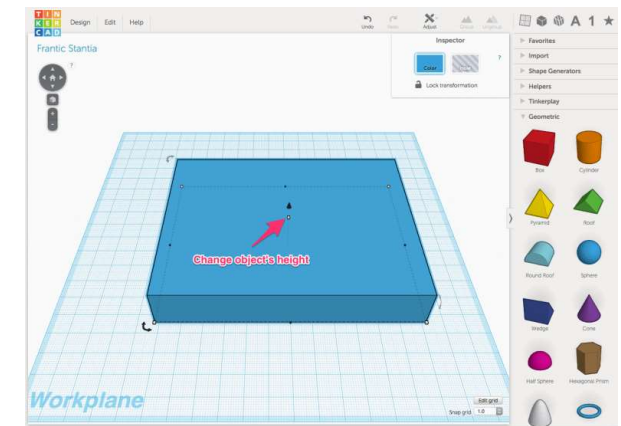 TIN
KER
CAD
Design
Edit
Help
Undo
Redo
Adjust
Group
Ungroup
A 1
Frantic Stantia
?
Inspector
Color
Hole
?
Lock transformation
Favorites
Import
Shape Generators
Helpers
Tinkerplay
Geometric
Box
Cylinder
Pyramid
Roof
Round Roof
Sphere
Wedge
Cone
Half Sphere
Hexagonal Prism
Change object's height
Workplane
Edit grid
Snap grid 1.0